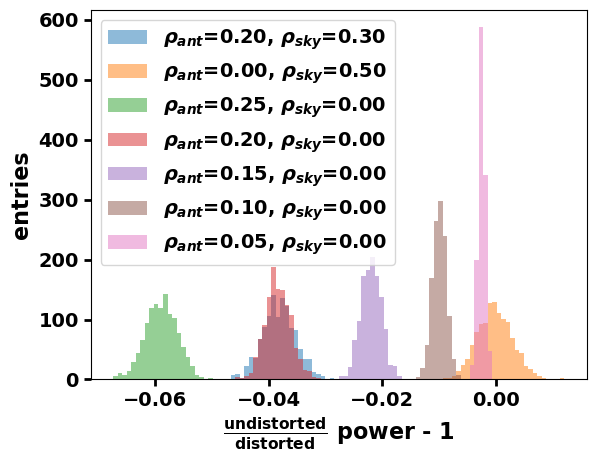 600
500
400
300
200
100
0
entries
ρant=0.20, ρsky=0.30
ρant=0.00, ρsky=0.50
ρant=0.25, ρsky=0.00
ρant=0.20, ρsky=0.00
ρant=0.15, ρsky=0.00
ρant=0.10, ρsky=0.00
ρant=0.05, ρsky=0.00
−0.06 −0.04 −0.02 0.00
undistorted
distorted power - 1